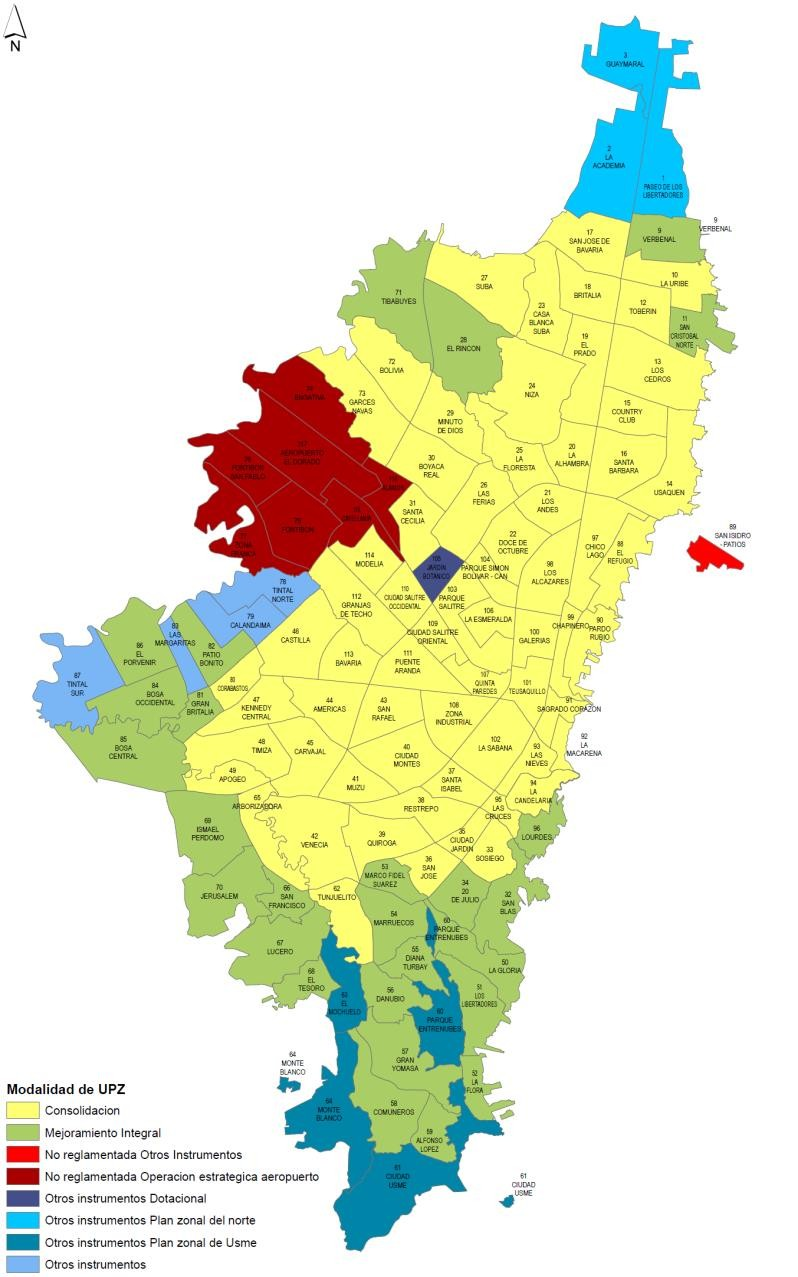 N
3
GUAYMARAL
2
LA
ACADEMIA
1
PASEO DE LOS
LIBERTADORES
9
VERBENAL
9
VERBENAL
17
SAN JOSE DE
BAVARIA
10
LA URIBE
27
SUBA
18
BRITALIA
12
TOBERIN
71
TIBABUYES
23
CASA
BLANCA
SUBA
11
SAN
CRISTOBAL
NORTE
28
EL RINCON
19
EL
PRADO
13
LOS
CEDROS
72
BOLIVIA
24
NIZA
73
GARCES
NAVAS
15
COUNTRY
CLUB
29
MINUTO
DE DIOS
30
BOYACA
REAL
25
LA
FLORESTA
20
LA
ALHAMBRA
16
SANTA
BARBARA
117
AEROPUERTO
EL DORADO
26
LAS
FERIAS
14
USAQUEN
21
LOS
ANDES
31
SANTA
CECILIA
75
FONTIBON
77
ZONA
FRANCA
22
DOCE DE
OCTUBRE
97
CHICO
LAGO
88
EL
REFUGIO
89
SAN ISIDRO
- PATIOS
114
MODELIA
105
JARDIN
BOTANICO
104
PARQUE SIMON
BOLIVAR - CAN
98
LOS
ALCAZARES
78
TINTAL
NORTE
112
GRANJAS
DE TECHO
110
CIUDAD SALITRE
OCCIDENTAL
103
PARQUE
SALITRE
106
LA ESMERALDA
79
CALANDAIMA
109
CIUDAD SALITRE
ORIENTAL
99
CHAPINERO
90
PARDO
RUBIO
83
LAS
MARGARITAS
46
CASTILLA
100
GALERIAS
86
EL
PORVENIR
82
PATIO
BONITO
113
BAVARIA
111
PUENTE
ARANDA
87
TINTAL
SUR
84
BOSA
OCCIDENTAL
80
CORABASTOS
107
QUINTA
PAREDES
101
TEUSAQUILLO
81
GRAN
BRITALIA
47
KENNEDY
CENTRAL
44
AMERICAS
43
SAN
RAFAEL
108
ZONA
INDUSTRIAL
91
SAGRADO CORAZON
85
BOSA
CENTRAL
48
TIMIZA
45
CARVAJAL
40
CIUDAD
MONTES
102
LA SABANA
93
LAS
NIEVES
92
LA
MACARENA
49
APOGEO
41
MUZU
37
SANTA
ISABEL
94
LA
CANDELARIA
65
ARBORIZADORA
38
RESTREPO
95
LAS
CRUCES
69
ISMAEL
PERDOMO
42
VENECIA
39
QUIROGA
35
CIUDAD
JARDIN
96
LOURDES
33
SOSIEGO
36
SAN
JOSE
53
MARCO FIDEL
SUAREZ
70
JERUSALEM
66
SAN
FRANCISCO
62
TUNJUELITO
34
20
DE JULIO
32
SAN
BLAS
54
MARRUECOS
60
PARQUE
ENTRENUBES
67
LUCERO
55
DIANA
TURBAY
50
LA GLORIA
68
EL
TESORO
63
EL
MOCHUELO
56
DANUBIO
51
LOS
LIBERTADORES
60
PARQUE
ENTRENUBES
57
GRAN
YOMASA
64
MONTE
BLANCO
52
LA
FLORA
64
MONTE
BLANCO
58
COMUNEROS
59
ALFONSO
LOPEZ
61
CIUDAD
USME
61
CIUDAD
USME
Modalidad de UPZ
Consolidacion
Mejoramiento Integral
No reglamentada Otros Instrumentos
No reglamentada Operacion estrategica aeropuerto
Otros instrumentos Dotacional
Otros instrumentos Plan zonal del norte
Otros instrumentos Plan zonal de Usme
Otros instrumentos